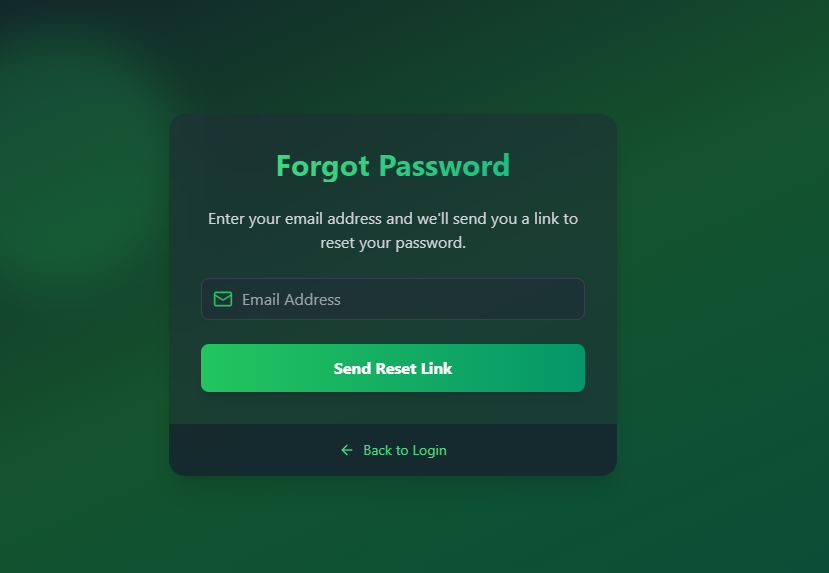 Forgot Password
Enter your email address and we'll send you a link to
reset your password.
Email Address
Send Reset Link
Back to Login